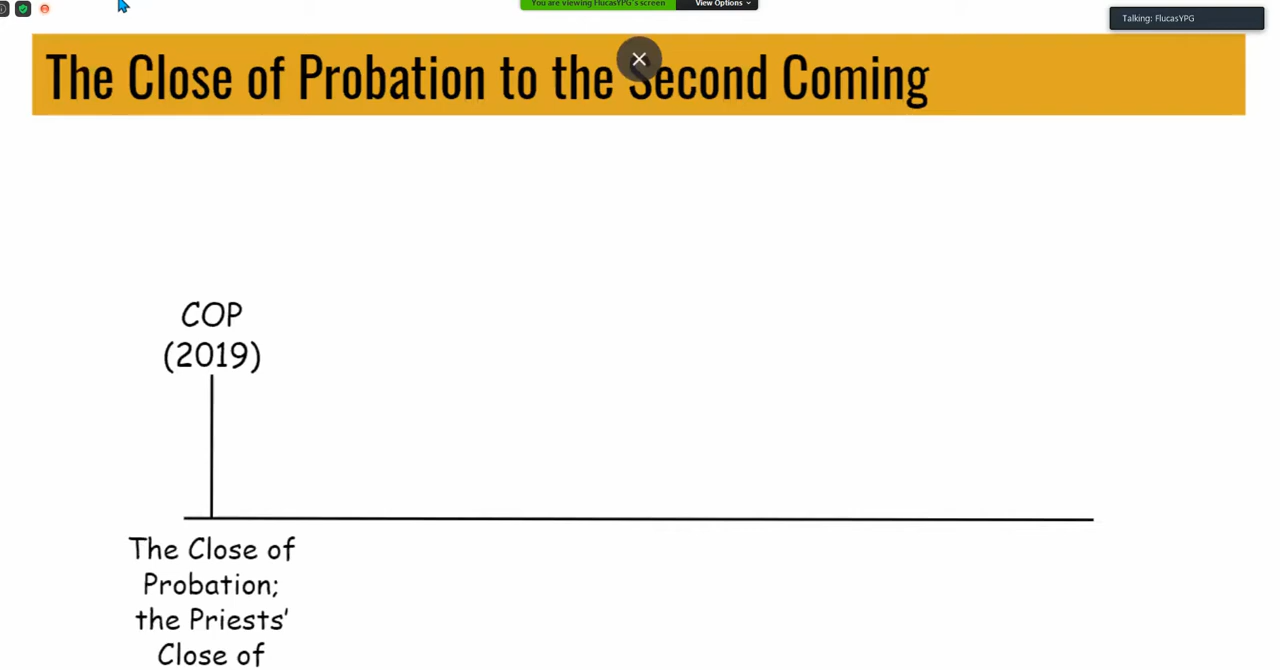 You are viewing FlucasYPG's screen
View Options
Talking: FlucasYPG
The Close of Probation to the Second Coming
COP
(2019)
The Close of
Probation;
the Priests'
Close of